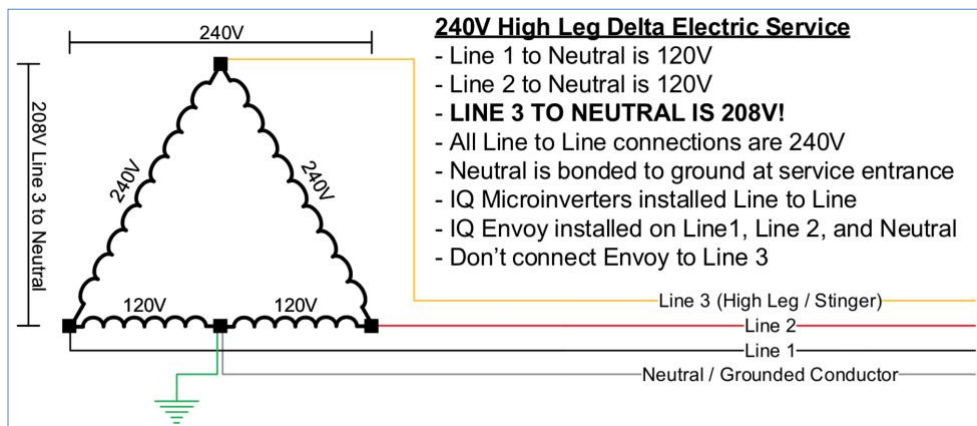 240V
240V High Leg Delta Electric Service
- Line 1 to Neutral is 120V
- Line 2 to Neutral is 120V
- LINE 3 TO NEUTRAL IS 208V!
- All Line to Line connections are 240V
- Neutral is bonded to ground at service entrance
- IQ Microinverters installed Line to Line
- IQ Envoy installed on Line1, Line 2, and Neutral
- Don't connect Envoy to Line 3
208V Line 3 to Neutral
240V
240V
120V
120V
Line 3 (High Leg / Stinger)
Line 2
Line 1
Neutral / Grounded Conductor